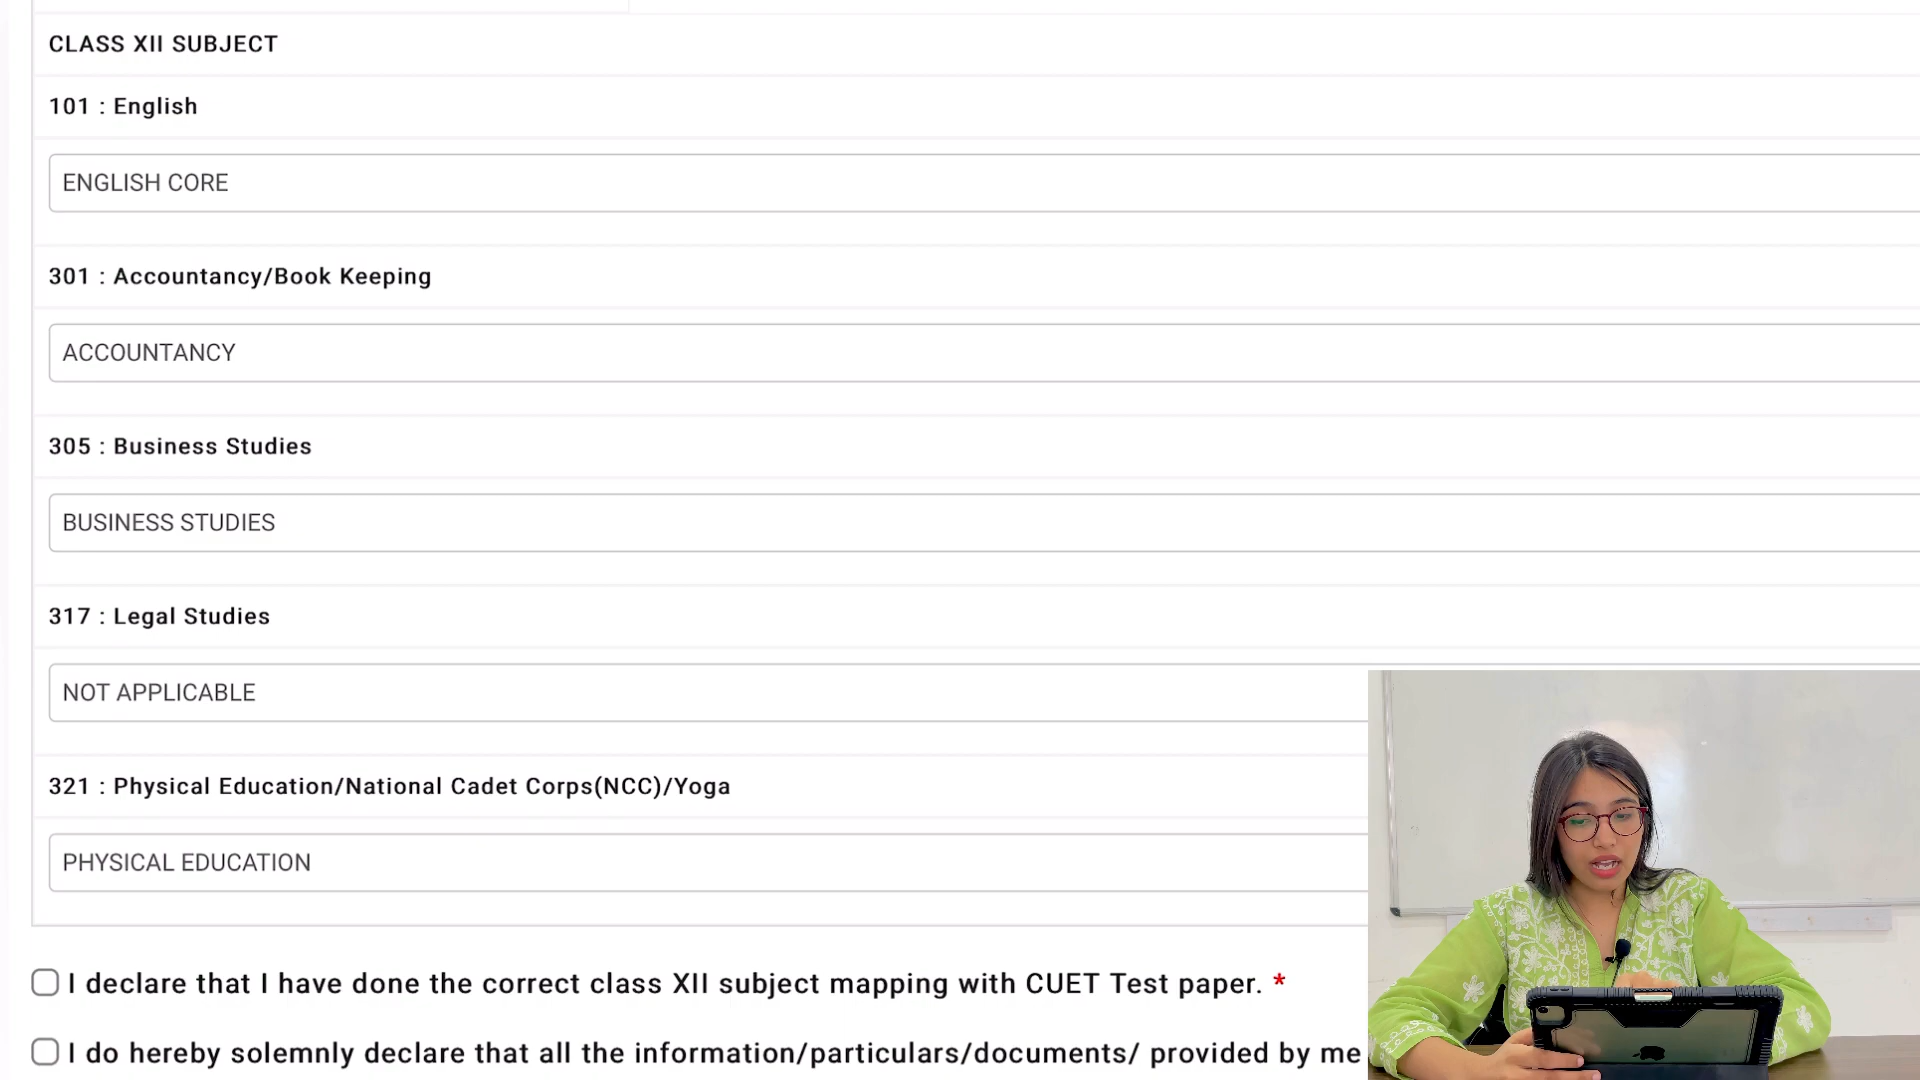 CLASS XII SUBJECT
101 : English
ENGLISH CORE
301 : Accountancy/Book Keeping
ACCOUNTANCY
305 : Business Studies
BUSINESS STUDIES
317 : Legal Studies
NOT APPLICABLE
321 : Physical Education/National Cadet Corps(NCC)/Yoga
PHYSICAL EDUCATION
I declare that I have done the correct class XII subject mapping with CUET Test paper. *
I do hereby solemnly declare that all the information/particulars/documents/ provided by me